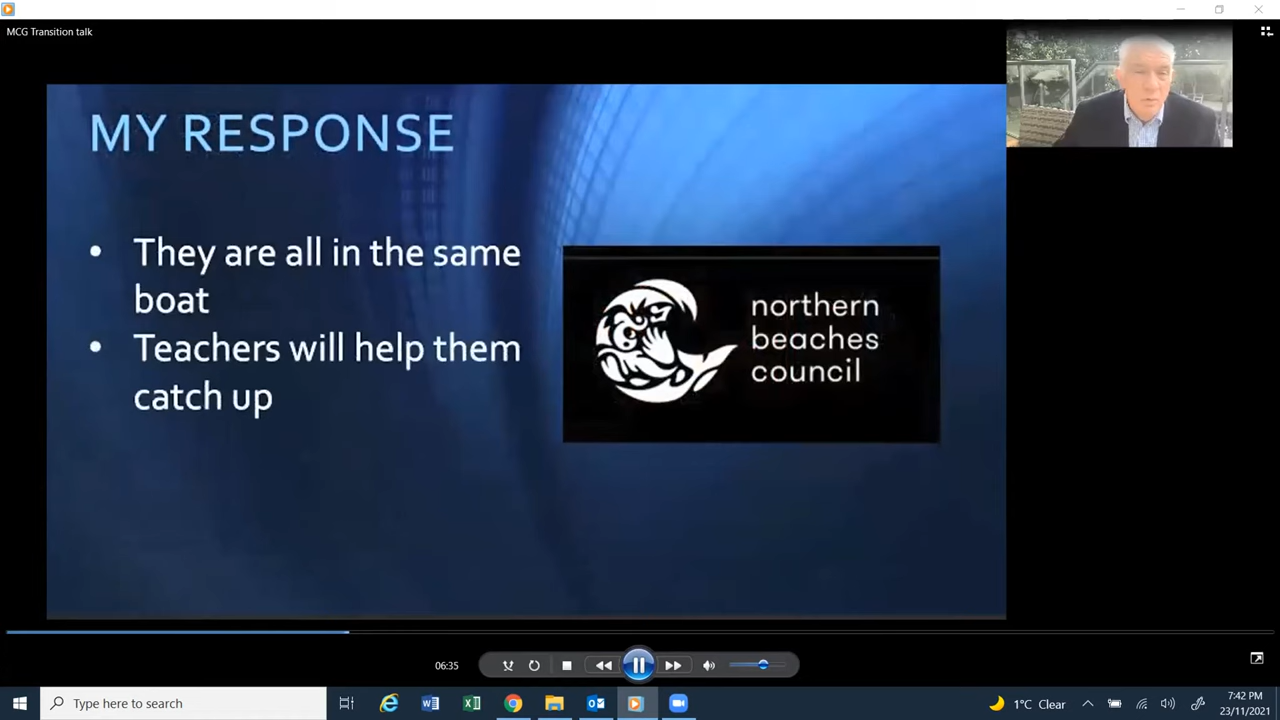 MCG Transition talk
MY RESPONSE
• They are all in the same
boat
• Teachers will help them
catch up
northern
beaches
council
06:35
Type here to search
1°C Clear
7:42 PM
23/11/2021